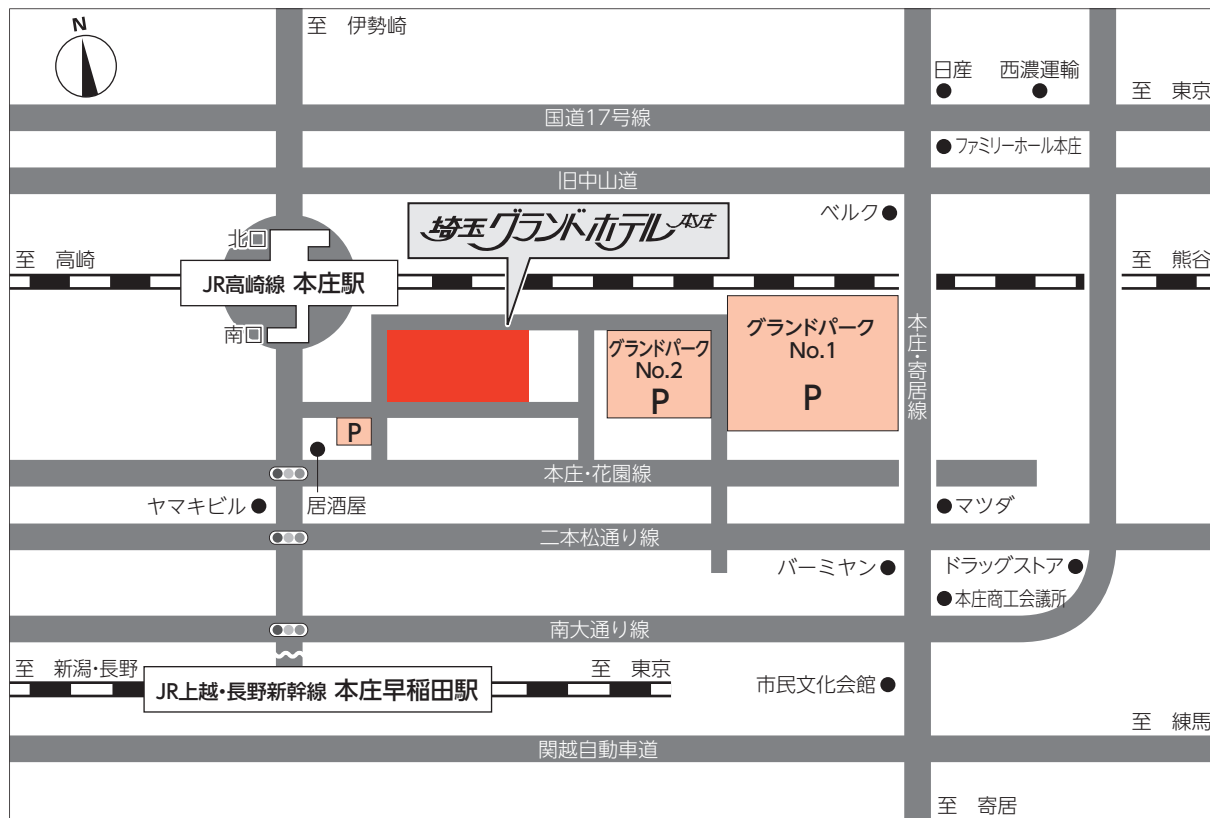 N
至 伊勢崎
日産
西濃運輸
至 東京
国道17号線
ファミリーホール本庄
旧中山道
ベルク
埼玉グランドホテル本庄
北口
至 高崎
至 熊谷
JR高崎線 本庄駅
南口
グランドパーク
No.1
P
グランドパーク
No.2
P
本庄・寄居線
P
本庄・花園線
ヤマキビル
居酒屋
マツダ
二本松通り線
バーミヤン
ドラッグストア
本庄商工会議所
南大通り線
至 新潟・長野
至 東京
JR上越・長野新幹線 本庄早稲田駅
市民文化会館
至 練馬
関越自動車道
至 寄居